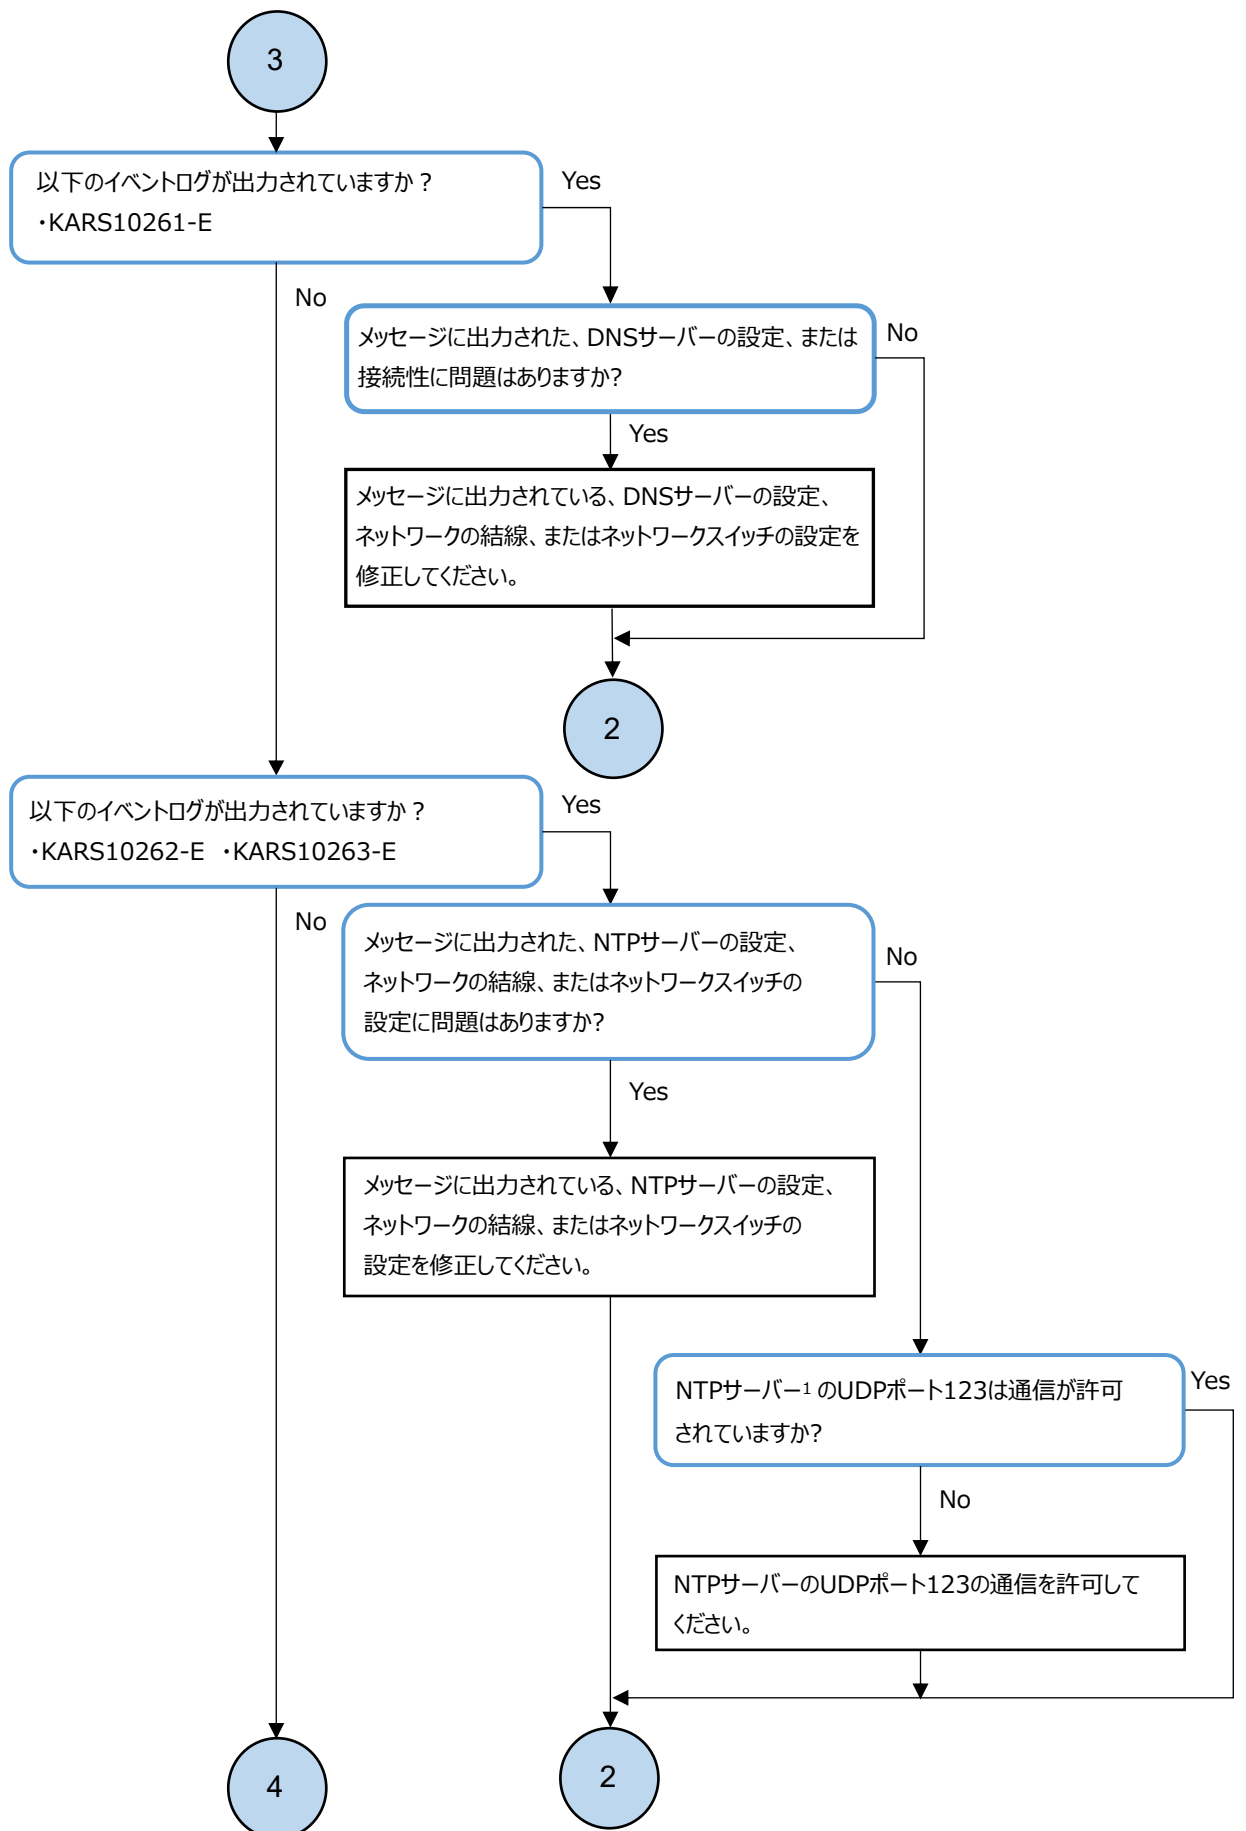 3
以下のイベントログが出力されていますか？
・KARS10261-E
Yes
No
メッセージに出力された、DNSサーバーの設定、または
接続性に問題はありますか?
No
Yes
メッセージに出力されている、DNSサーバーの設定、
ネットワークの結線、またはネットワークスイッチの設定を
修正してください。
2
以下のイベントログが出力されていますか？
・KARS10262-E ・KARS10263-E
Yes
No
メッセージに出力された、NTPサーバーの設定、
ネットワークの結線、またはネットワークスイッチの
設定に問題はありますか?
No
Yes
メッセージに出力されている、NTPサーバーの設定、
ネットワークの結線、またはネットワークスイッチの
設定を修正してください。
NTPサーバー1 のUDPポート123は通信が許可
されていますか?
Yes
No
NTPサーバーのUDPポート123の通信を許可して
ください。
4
2